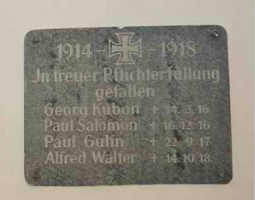 1914 - 1918
In treuer Pflichterfüllung
gefallen
Georg Kubon + 14.3.16
Paul Salomon + 16.12.16
Paul Gulin + 22.9.17
Alfred Walter + 14.10.18.